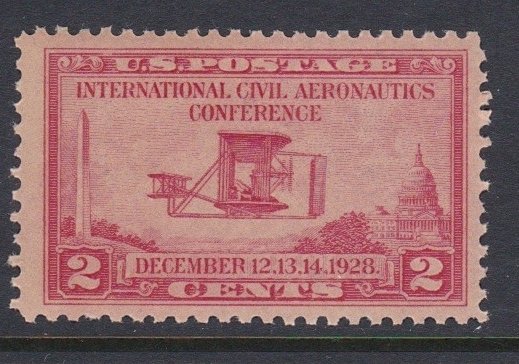 U.S. POSTAGE
INTERNATIONAL CIVIL AERONAUTICS
CONFERENCE
2 DECEMBER 12.13.14.1928. 2
CENTS